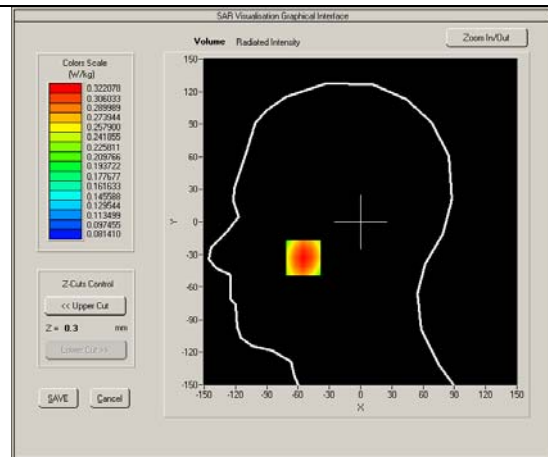 SAR Visualisation Graphical Interface
Volume Radiated Intensity
Zoom In/Out
Colors Scale
(W/kg)
0.322078
0.306033
0.289989
0.273944
0.257900
0.241855
0.225811
0.209766
0.193722
0.177677
0.161633
0.145588
0.129544
0.113499
0.097455
0.081410
Z-Cuts Control
<< Upper Cut
Z = 0.3 mm
Lower Cut >>
SAVE Cancel
150
120
90
60
30
0
-30
-60
-90
-120
-150
Y
-150 -120 -90 -60 -30 0 30 60 90 120 150
X